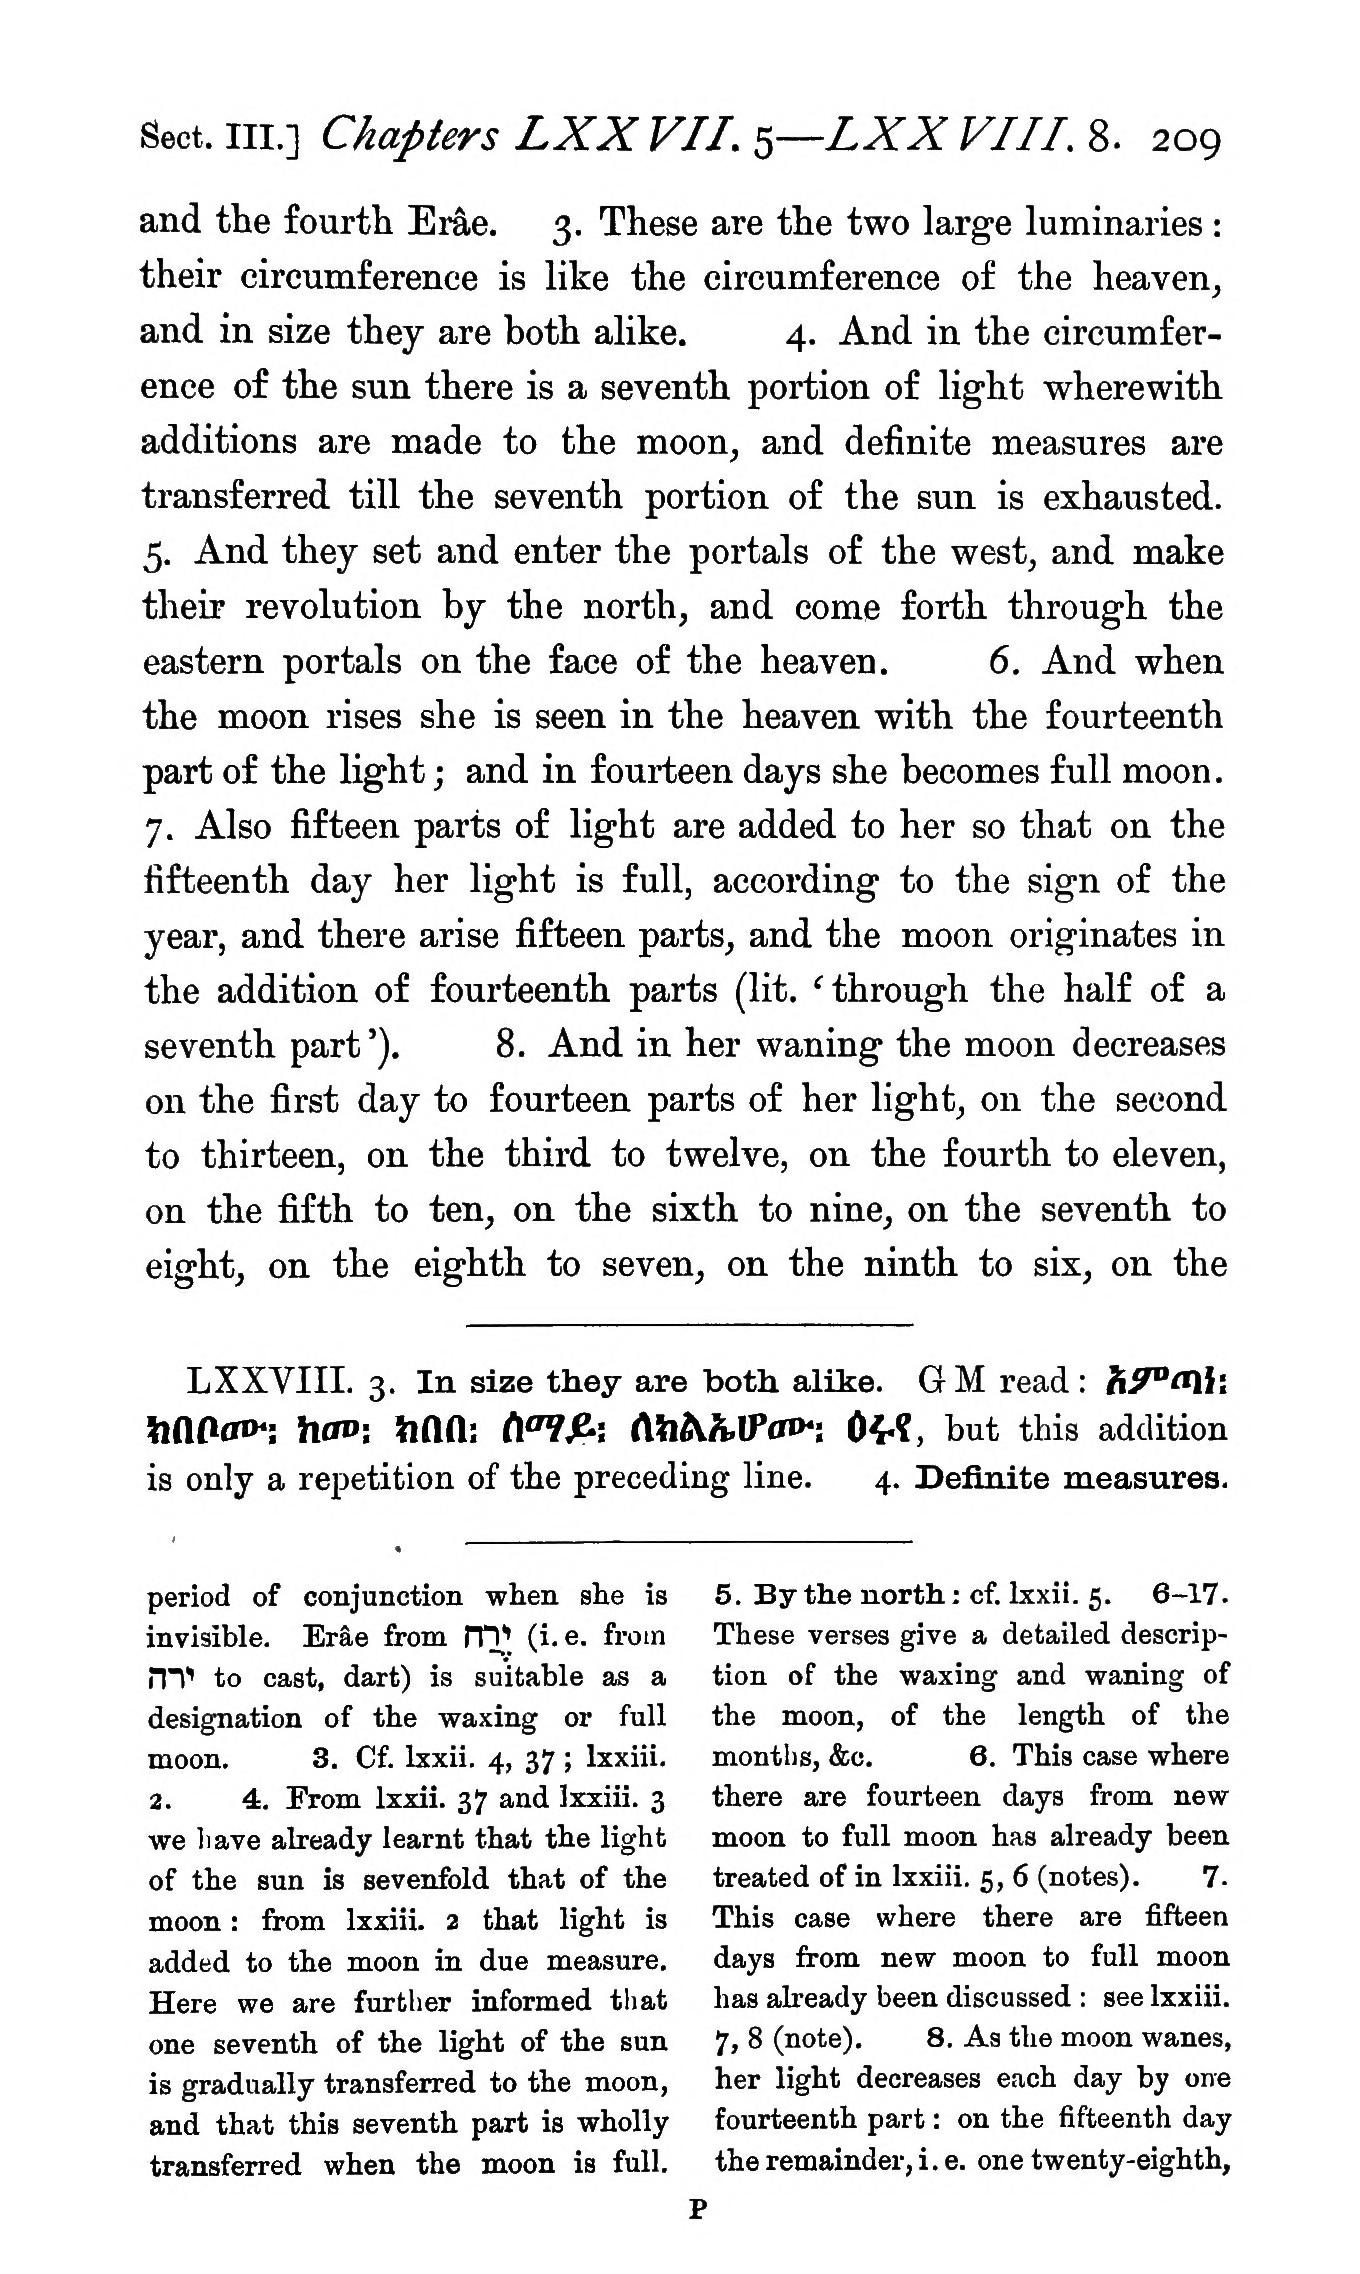 Sect. III.] Chapters LXXVII. 5—LXXVIII. 8. 209
and the fourth Erâe. 3. These are the two large luminaries:
their circumference is like the circumference of the heaven,
and in size they are both alike. 4. And in the circumfer-
ence of the sun there is a seventh portion of light wherewith
additions are made to the moon, and definite measures are
transferred till the seventh portion of the sun is exhausted.
5. And they set and enter the portals of the west, and make
their revolution by the north, and come forth through the
eastern portals on the face of the heaven. 6. And when
the moon rises she is seen in the heaven with the fourteenth
part of the light; and in fourteen days she becomes full moon.
7. Also fifteen parts of light are added to her so that on the
fifteenth day her light is full, according to the sign of the
year, and there arise fifteen parts, and the moon originates in
the addition of fourteenth parts (lit. ‘through the half of a
seventh part’). 8. And in her waning the moon decreases
on the first day to fourteen parts of her light, on the second
to thirteen, on the third to twelve, on the fourth to eleven,
on the fifth to ten, on the sixth to nine, on the seventh to
eight, on the eighth to seven, on the ninth to six, on the
LXXVIII. 3. In size they are both alike. G M read: አምጣነ፡
ክበቦሙ፡ ከመ፡ ክበበ፡ ሰማይ፡ ለክልኤሆሙ፡ ዕሩይ, but this addition
is only a repetition of the preceding line. 4. Definite measures.
period of conjunction when she is
invisible. Erâe from יָרֵחַ (i. e. from
ירה to cast, dart) is suitable as a
designation of the waxing or full
moon. 3. Cf. lxxii. 4, 37; lxxiii.
2. 4. From lxxii. 37 and lxxiii. 3
we have already learnt that the light
of the sun is sevenfold that of the
moon: from lxxiii. 2 that light is
added to the moon in due measure.
Here we are further informed that
one seventh of the light of the sun
is gradually transferred to the moon,
and that this seventh part is wholly
transferred when the moon is full.
5. By the north: cf. lxxii. 5. 6–17.
These verses give a detailed descrip-
tion of the waxing and waning of
the moon, of the length of the
months, &c. 6. This case where
there are fourteen days from new
moon to full moon has already been
treated of in lxxiii. 5, 6 (notes). 7.
This case where there are fifteen
days from new moon to full moon
has already been discussed: see lxxiii.
7, 8 (note). 8. As the moon wanes,
her light decreases each day by one
fourteenth part: on the fifteenth day
the remainder, i. e. one twenty-eighth,
P